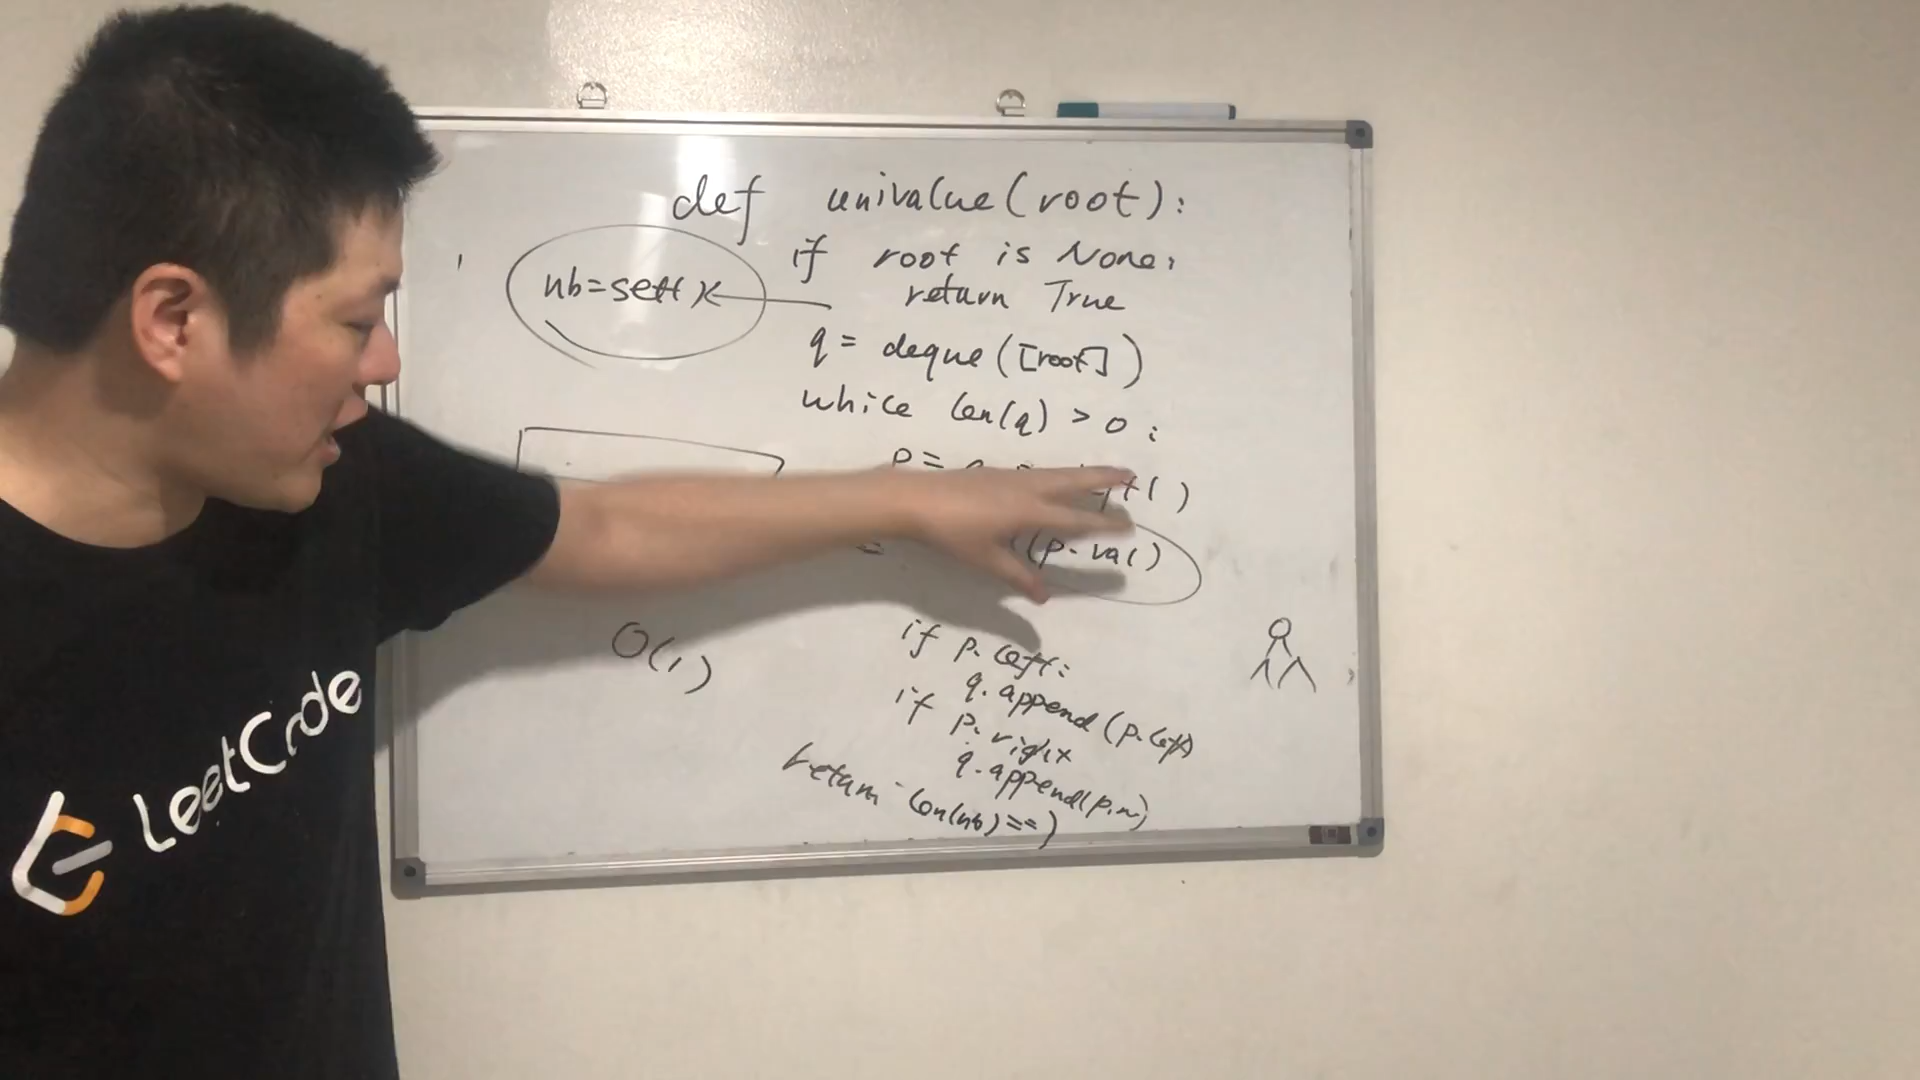 def univalue(root):
if root is None:
return True
nb=set()
q = deque([root])
while len(q) > 0:
p =
(p.val)
O(1)
if p.left:
q.append(p.left)
if p.right
q.append(p.r)
return len(nb)==1
LeetCode